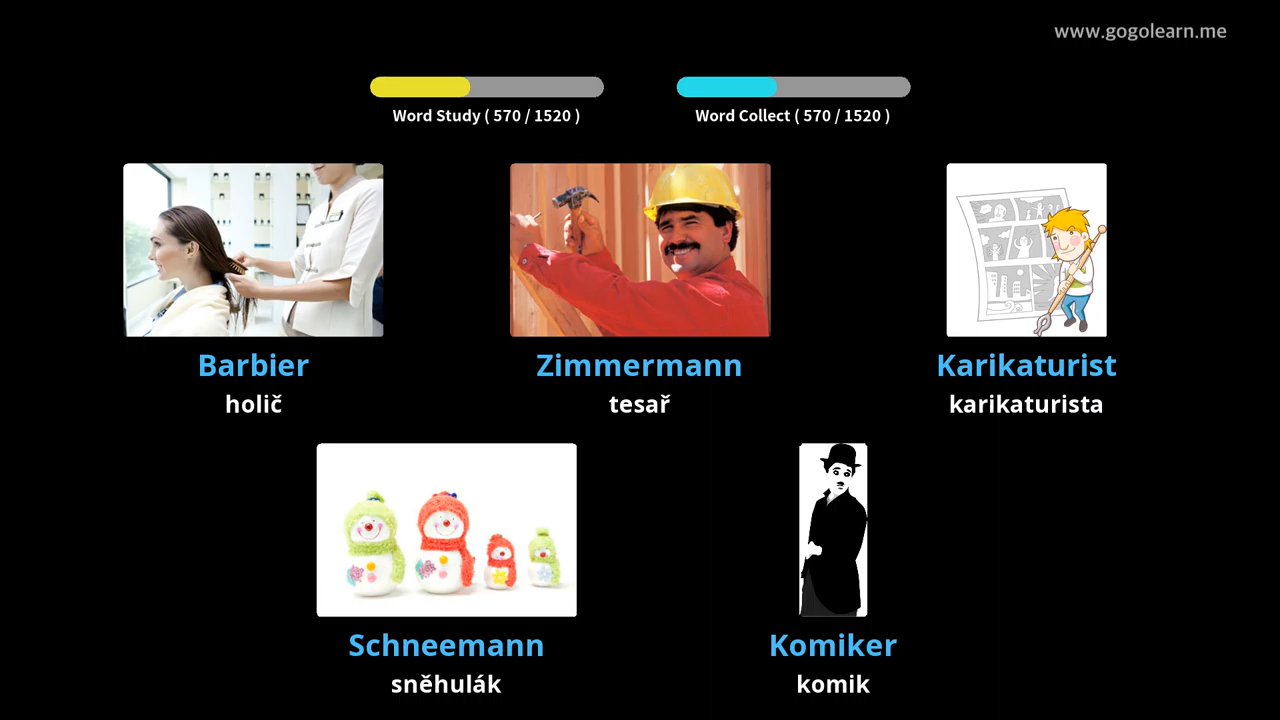 www.gogolearn.me
Word Study ( 570 / 1520 )
Word Collect ( 570 / 1520 )
Barbier
holič
Zimmermann
tesař
Karikaturist
karikaturista
Schneemann
sněhulák
Komiker
komik